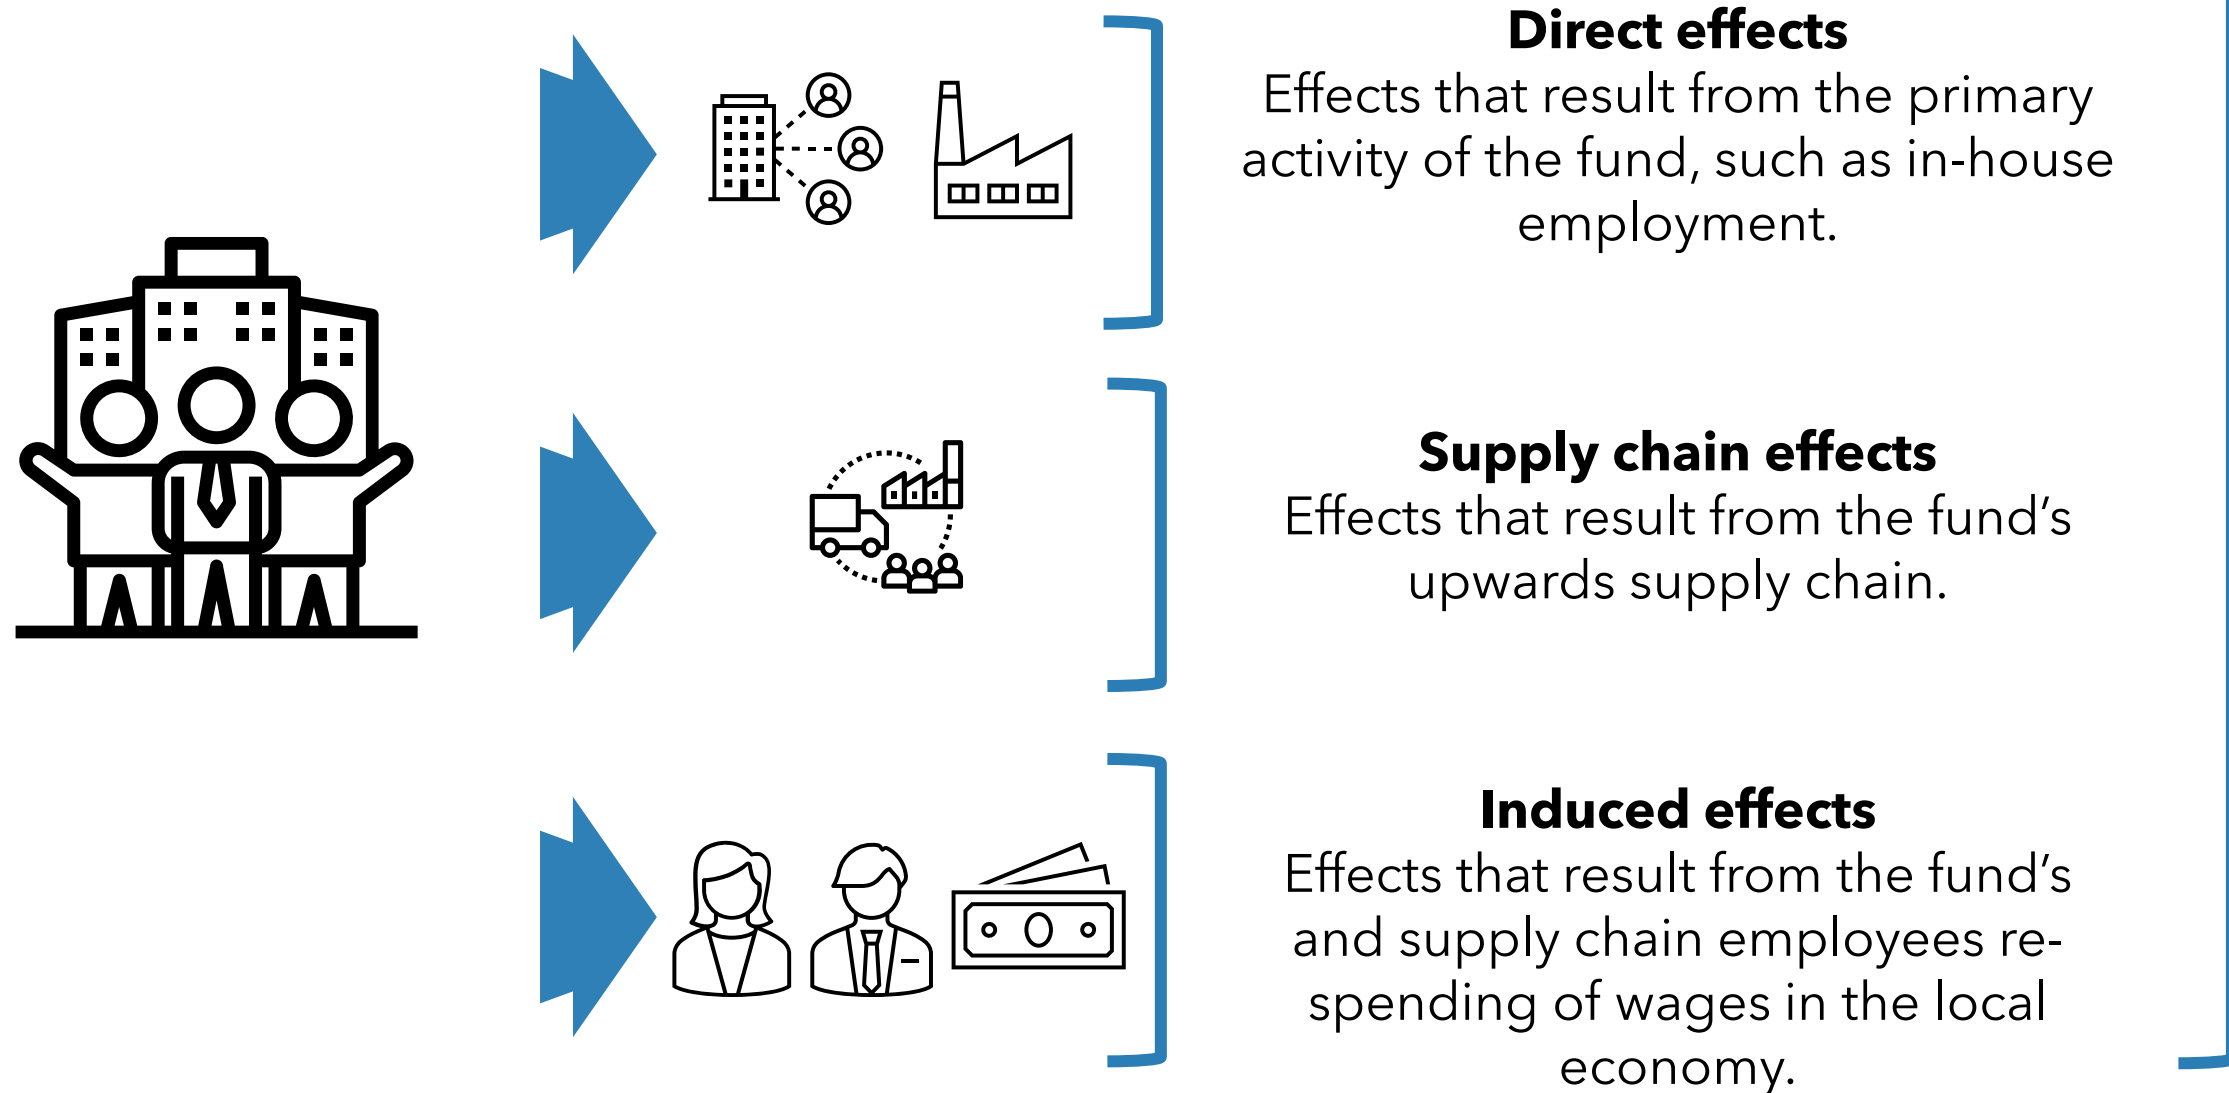 Direct effects
Effects that result from the primary
activity of the fund, such as in-house
employment.
Supply chain effects
Effects that result from the fund’s
upwards supply chain.
Induced effects
Effects that result from the fund’s
and supply chain employees re-
spending of wages in the local
economy.